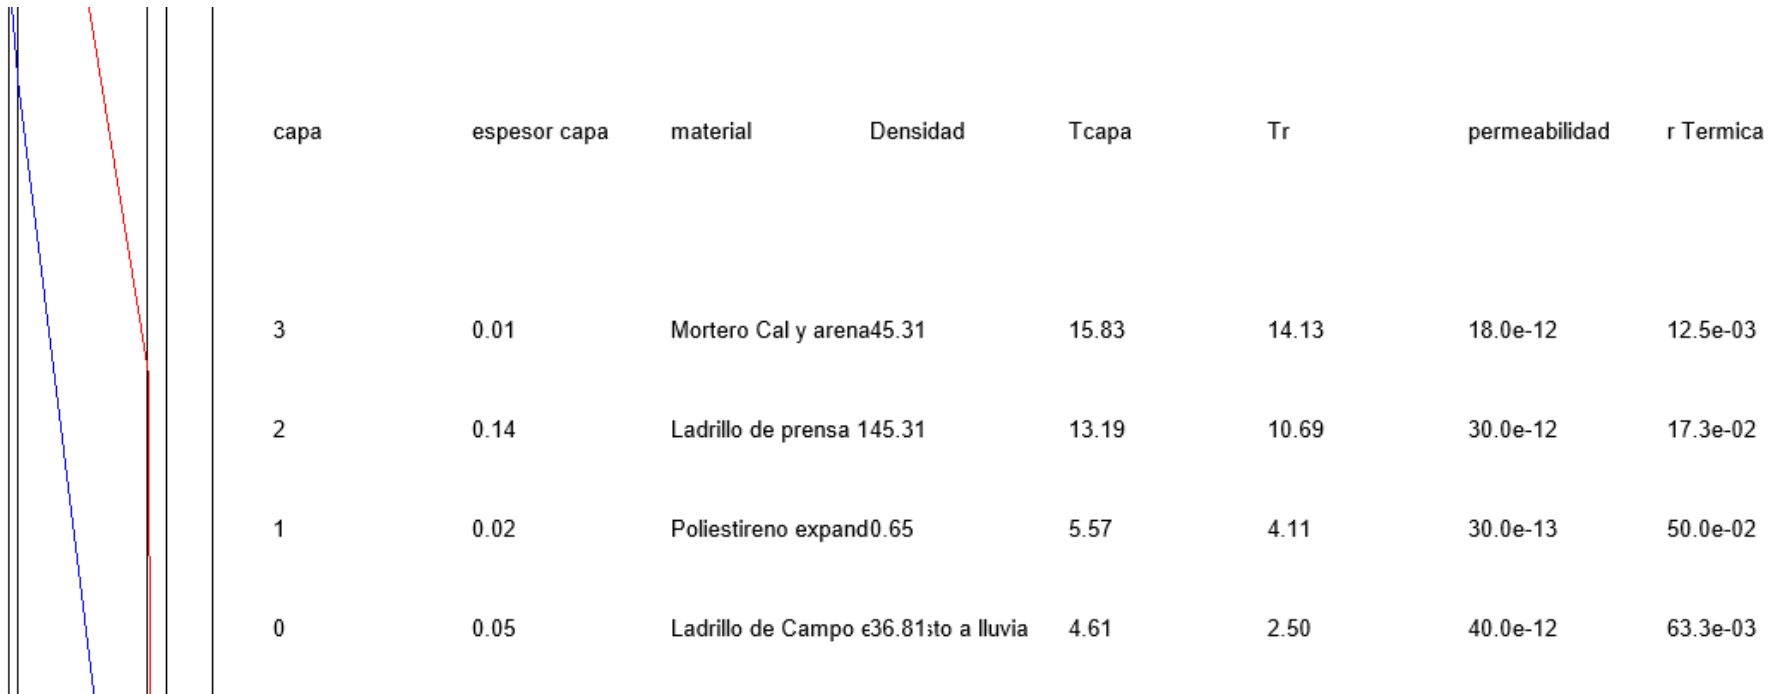 capa espesor capa material Densidad Tcapa Tr permeabilidad r Termica
3 0.01 Mortero Cal y arena 45.31 15.83 14.13 18.0e-12 12.5e-03
2 0.14 Ladrillo de prensa 145.31 13.19 10.69 30.0e-12 17.3e-02
1 0.02 Poliestireno expand 0.65 5.57 4.11 30.0e-13 50.0e-02
0 0.05 Ladrillo de Campo 36.81 a lluvia 4.61 2.50 40.0e-12 63.3e-03